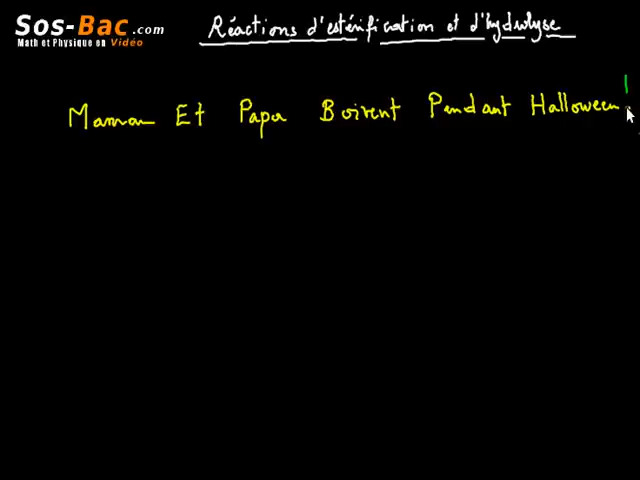 Sos-Bac.com
Math et Physique en Vidéo
Réactions d'estérification et d'hydrolyse
Maman Et Papa Boivent Pendant Halloween !